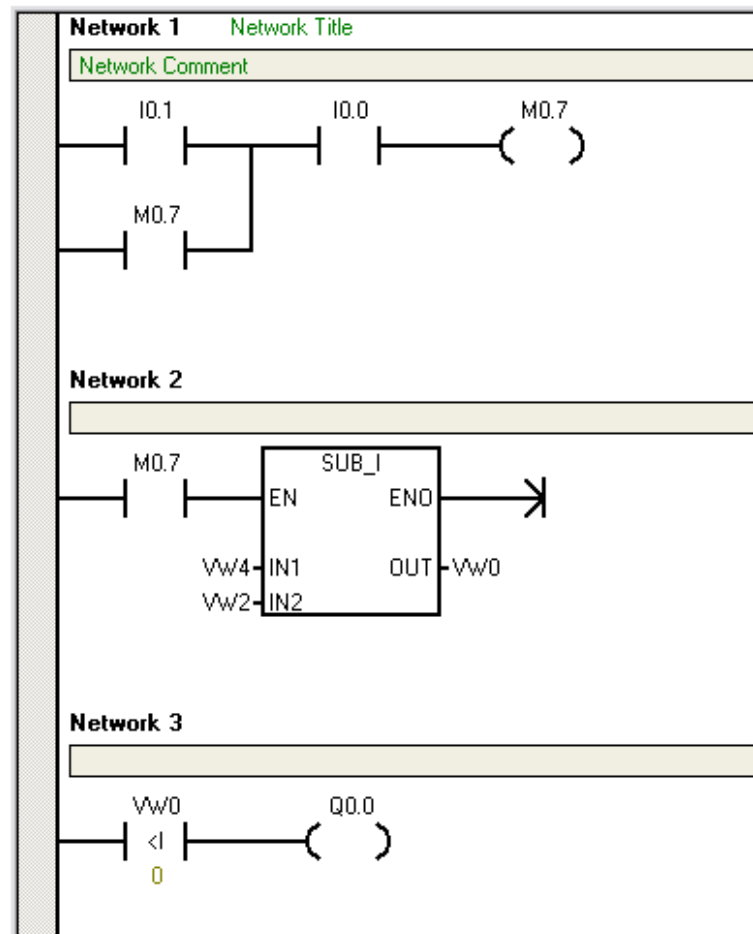 Network 1 Network Title
Network Comment
I0.1 I0.0 M0.7
M0.7
Network 2
M0.7 SUB_I
EN ENO
VW4 IN1 OUT VW0
VW2 IN2
Network 3
VW0 Q0.0
<I
0